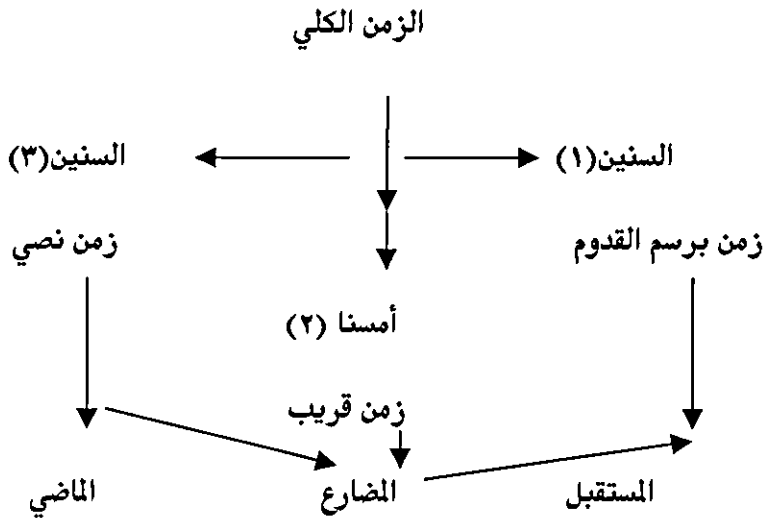 الزمن الكلي
السنين(١)
السنين(٣)
زمن برسم القدوم
زمن نصي
أمسنا (٢)
زمن قريب
المستقبل
المضارع
الماضي